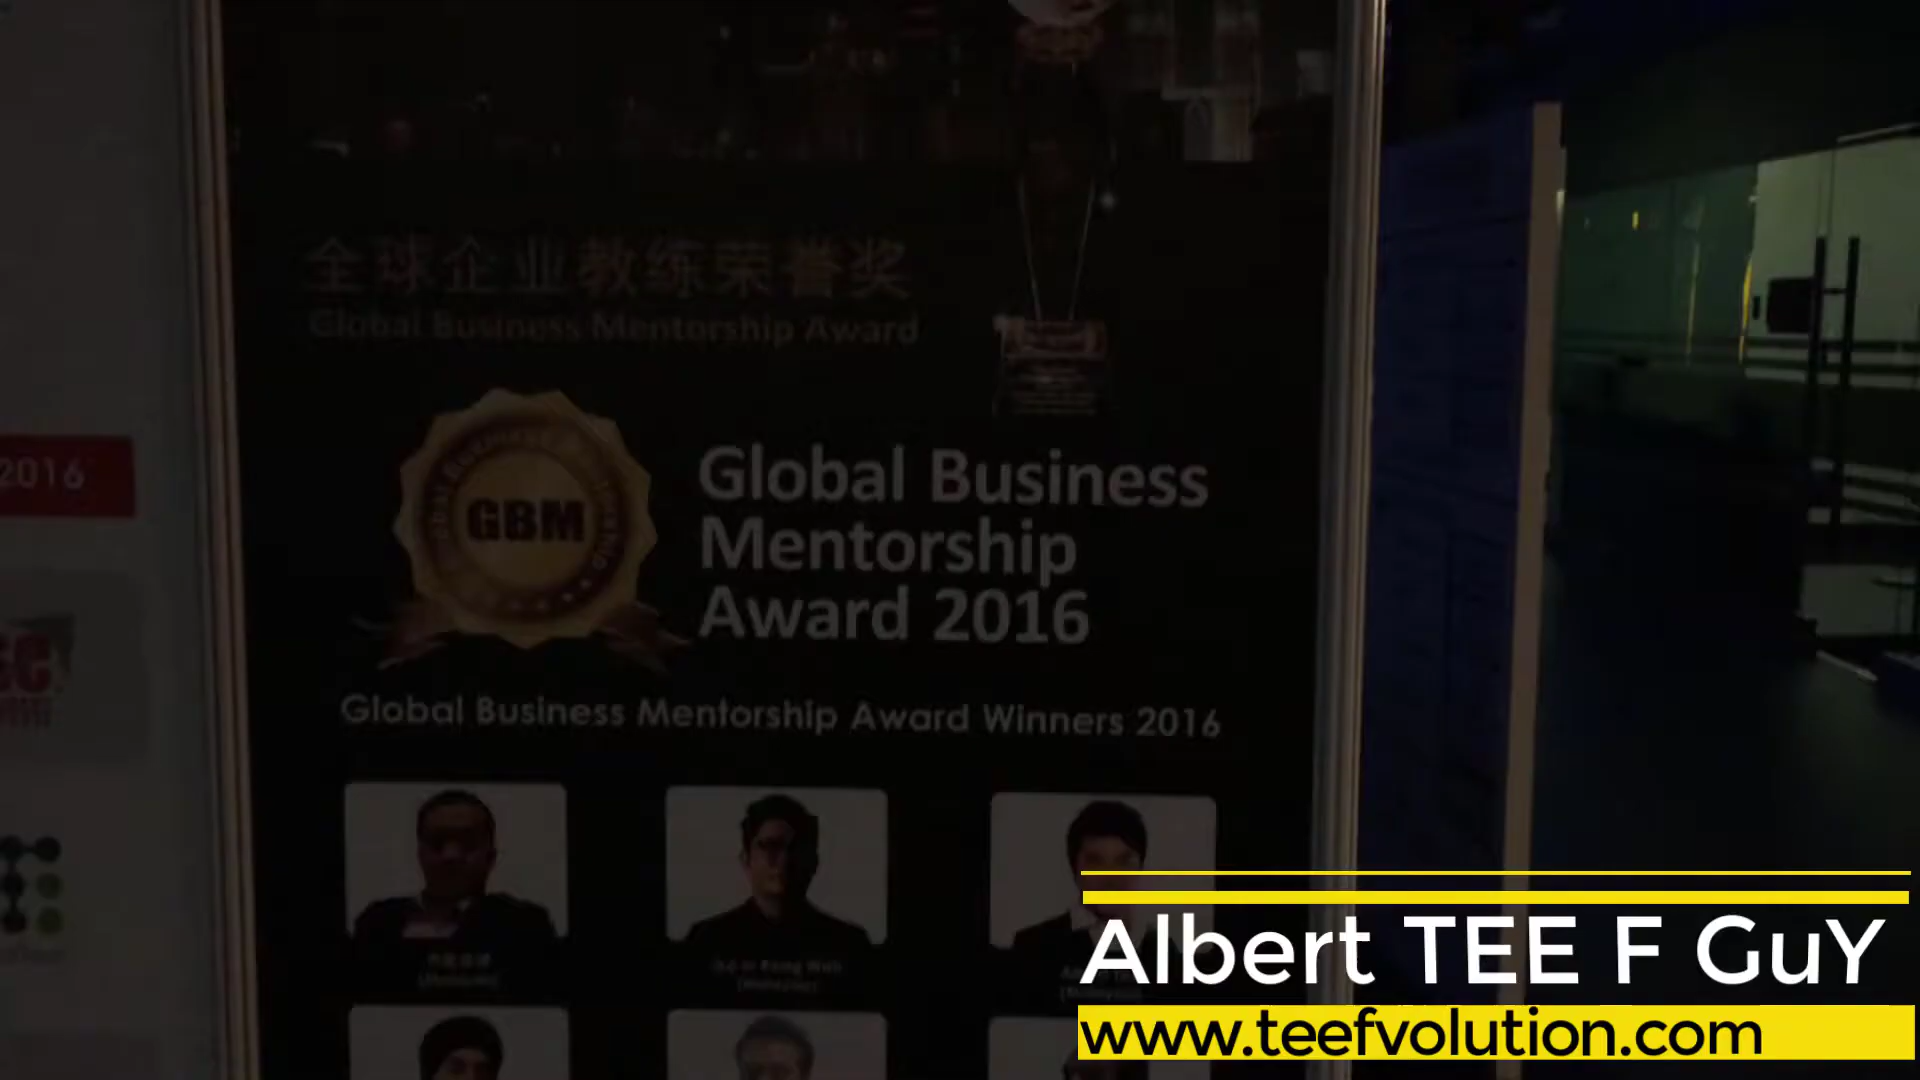 全球企业教练荣誉奖
Global Business Mentorship Award
2016
GBM
Global Business
Mentorship
Award 2016
Global Business Mentorship Award Winners 2016
Albert TEE F GuY
www.teefvolution.com